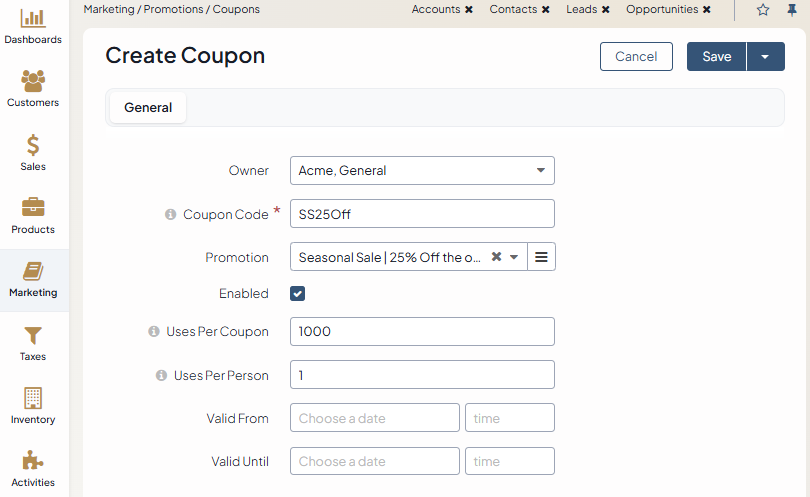 Marketing / Promotions / Coupons
Accounts ✖ Contacts ✖ Leads ✖ Opportunities ✖
Dashboards
Customers
Sales
Products
Marketing
Taxes
Inventory
Activities
Create Coupon
Cancel
Save
General
Owner
Acme, General
Coupon Code *
SS25Off
Promotion
Seasonal Sale | 25% Off the o...
Enabled
Uses Per Coupon
1000
Uses Per Person
1
Valid From
Choose a date
time
Valid Until
Choose a date
time